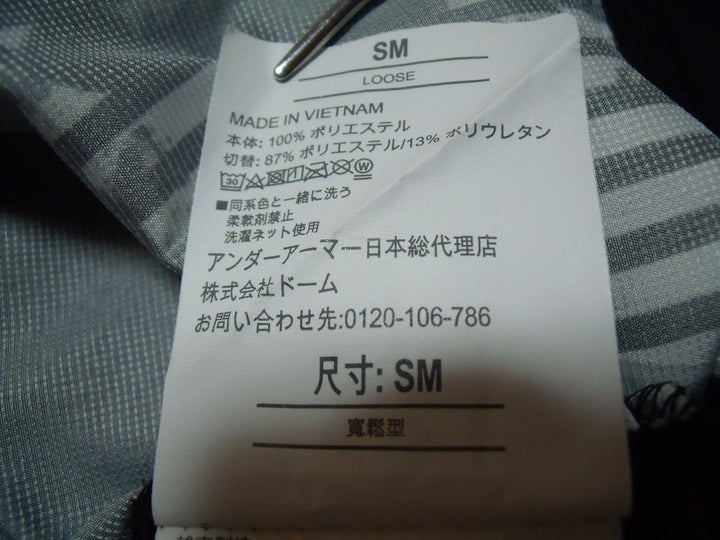 SM
LOOSE
MADE IN VIETNAM
本体: 100% ポリエステル
切替: 87% ポリエステル/13% ポリウレタン
30 W
■同系色と一緒に洗う
柔軟剤禁止
洗濯ネット使用
アンダーアーマー日本総代理店
株式会社ドーム
お問い合わせ先:0120-106-786
尺寸: SM
寬鬆型